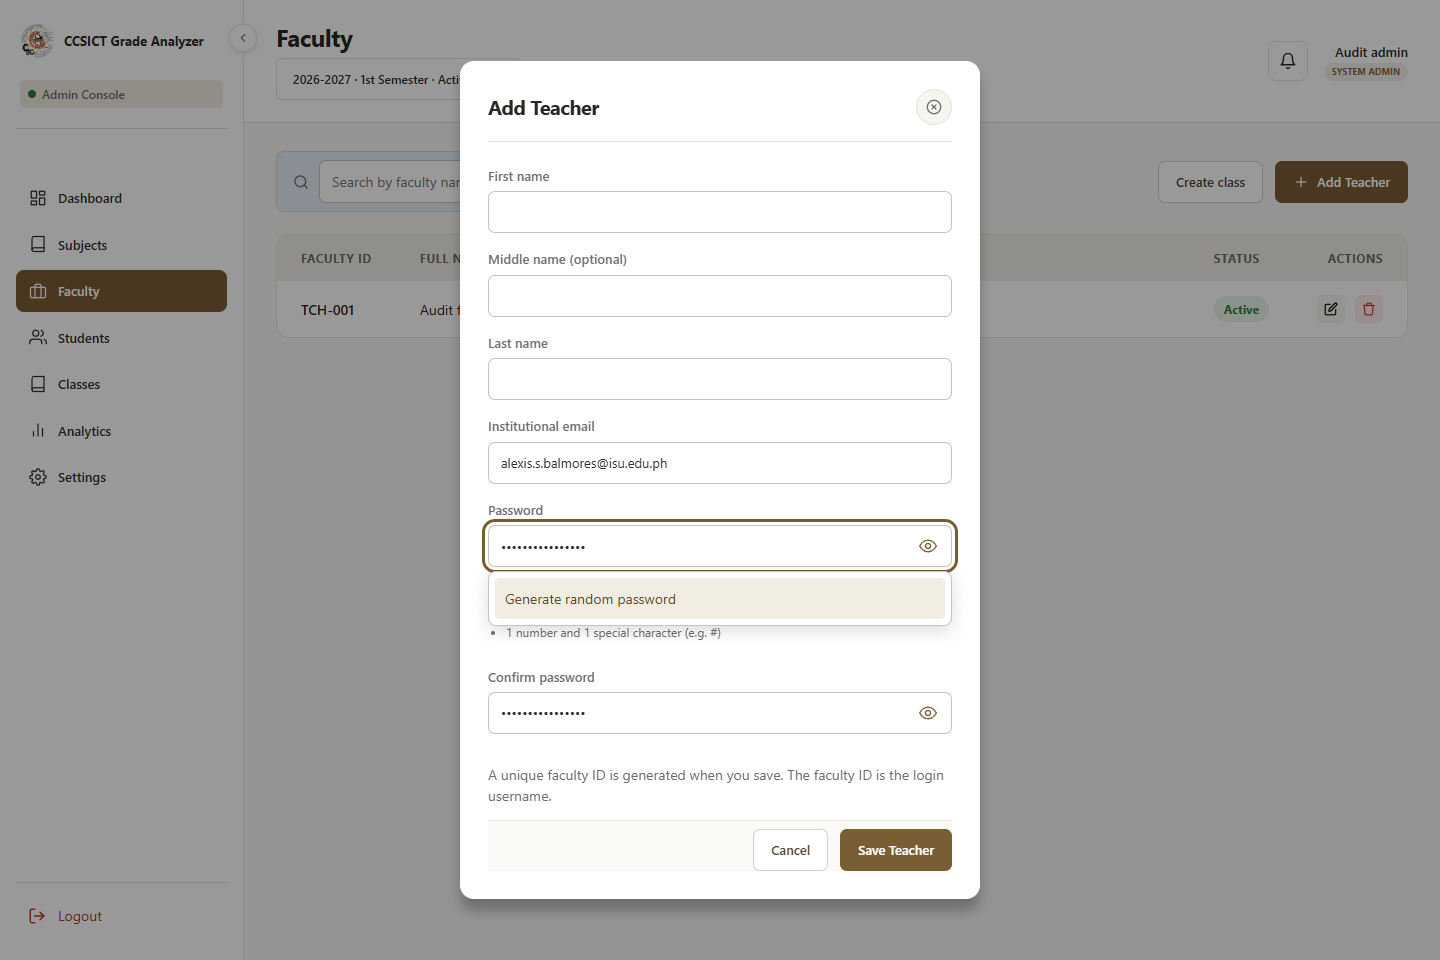 CCSICT Grade Analyzer
Admin Console
Dashboard
Subjects
Faculty
Students
Classes
Analytics
Settings
Logout
Faculty
2026-2027 · 1st Semester ·
Audit admin
SYSTEM ADMIN
Search by faculty
Create class
Add Teacher
FACULTY ID
FULL
STATUS
ACTIONS
TCH-001
Audit
Active
Add Teacher
First name
Middle name (optional)
Last name
Institutional email
alexis.s.balmores@isu.edu.ph
Password
••••••••••••••••
Generate random password
• 1 number and 1 special character (e.g. #)
Confirm password
••••••••••••••••
A unique faculty ID is generated when you save. The faculty ID is the login
username.
Cancel
Save Teacher